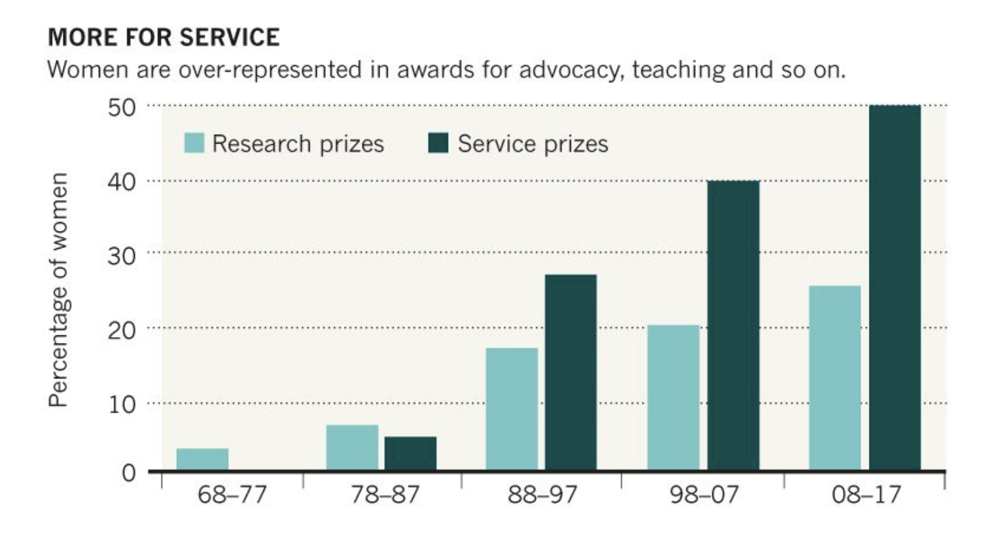 MORE FOR SERVICE
Women are over-represented in awards for advocacy, teaching and so on.
Research prizes
Service prizes
Percentage of women
50
40
30
20
10
0
68–77
78–87
88–97
98–07
08–17